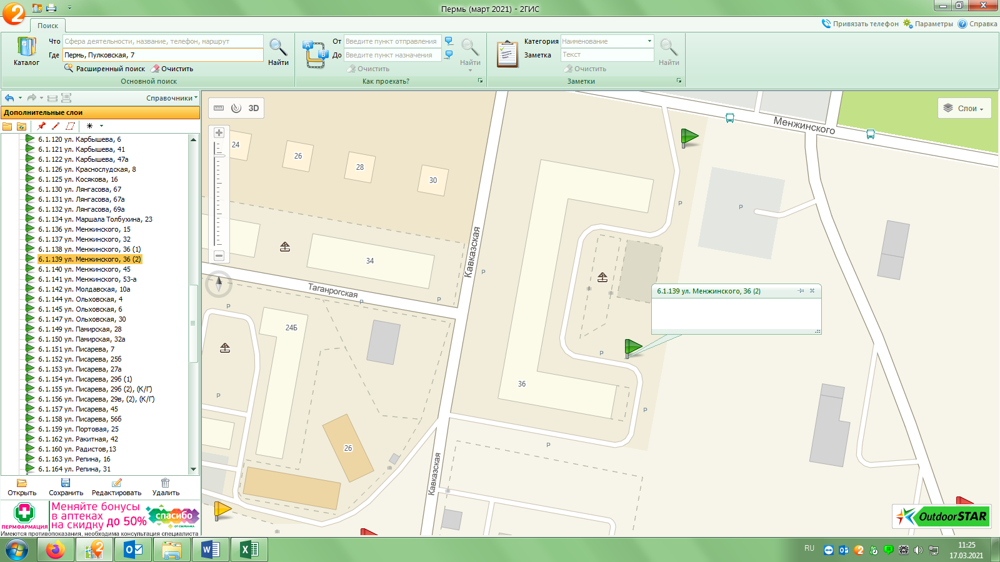 Пермь (март 2021) - 2ГИС
Поиск
Привязать телефон
Параметры
Справка
Каталог
Что
Сфера деятельности, название, телефон, маршрут
Где
Пермь, Пулковская, 7
Расширенный поиск
Очистить
Найти
Основной поиск
От
Введите пункт отправления
До
Введите пункт назначения
Очистить
Найти
Как проехать?
Категория
Наименование
Заметка
Текст
Очистить
Найти
Заметки
Справочники
Дополнительные слои
6.1.120 ул. Карбышева, 6
6.1.121 ул. Карбышева, 41
6.1.122 ул. Карбышева, 47а
6.1.126 ул. Краснослудская, 8
6.1.125 ул. Косякова, 16
6.1.130 ул. Лянгасова, 67
6.1.131 ул. Лянгасова, 67а
6.1.132 ул. Лянгасова, 69а
6.1.134 ул. Маршала Толбухина, 23
6.1.136 ул. Менжинского, 15
6.1.137 ул. Менжинского, 32
6.1.138 ул. Менжинского, 36 (1)
6.1.139 ул. Менжинского, 36 (2)
6.1.140 ул. Менжинского, 45
6.1.141 ул. Менжинского, 53-а
6.1.142 ул. Молдавская, 10а
6.1.144 ул. Ольховская, 4
6.1.145 ул. Ольховская, 6
6.1.147 ул. Ольховская, 30
6.1.149 ул. Памирская, 28
6.1.150 ул. Памирская, 32а
6.1.151 ул. Писарева, 7
6.1.152 ул. Писарева, 25б
6.1.153 ул. Писарева, 27а
6.1.154 ул. Писарева, 29б (1)
6.1.155 ул. Писарева, 29б (2), (К/Г)
6.1.156 ул. Писарева, 29в, (2), (К/Г)
6.1.157 ул. Писарева, 45
6.1.158 ул. Писарева, 56б
6.1.159 ул. Портовая, 25
6.1.162 ул. Ракитная, 42
6.1.160 ул. Радистов,13
6.1.163 ул. Репина, 16
6.1.164 ул. Репина, 31
Открыть
Сохранить
Редактировать
Удалить
ПЕРМФАРМАЦИЯ
Меняйте бонусы
в аптеках
на скидку до 50%
спасибо
ОТ СБЕРБАНКА
Имеются противопоказания, необходима консультация специалиста
3D
Слои
Менжинского
24
26
28
30
P
P
34
Кавказская
P
Таганрогская
P
P
P
24Б
6.1.139 ул. Менжинского, 36 (2)
P
36
P
P
26
P
Кавказская
OutdoorSTAR
RU
11:25
17.03.2021